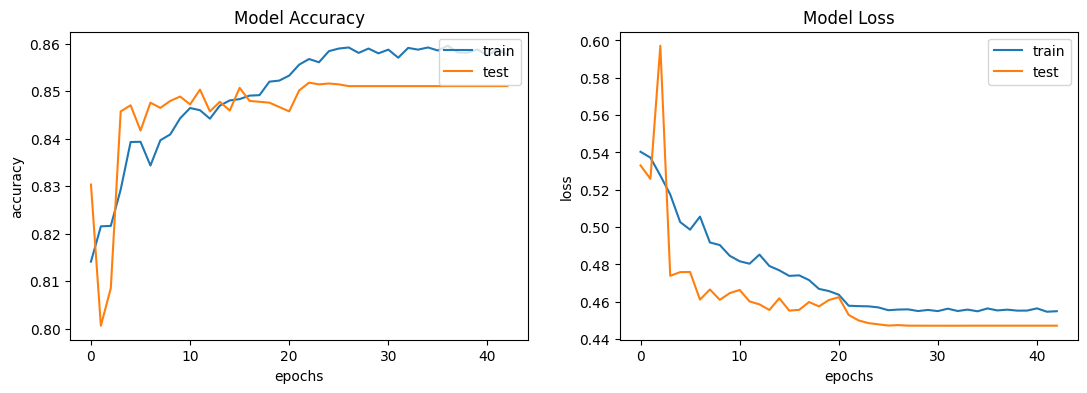 Model Accuracy
0.86
0.85
0.84
0.83
0.82
0.81
0.80
accuracy
0 10 20 30 40
epochs
train
test
Model Loss
0.60
0.58
0.56
0.54
0.52
0.50
0.48
0.46
0.44
loss
0 10 20 30 40
epochs
train
test